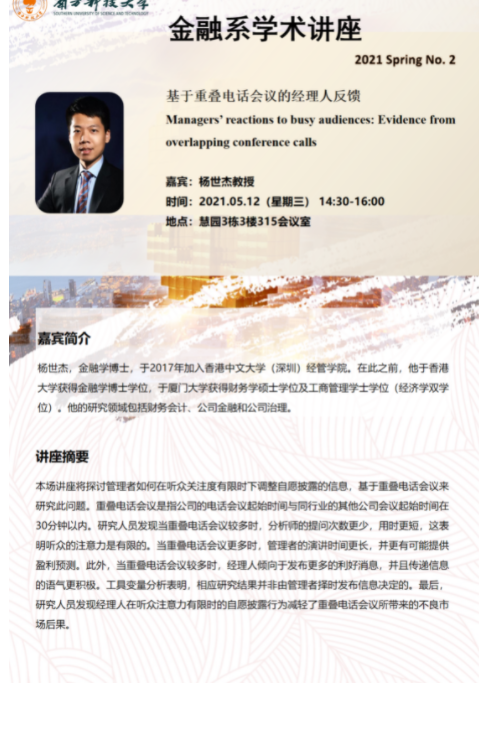 南方科技大学
SOUTHERN UNIVERSITY OF SCIENCE AND TECHNOLOGY
金融系学术讲座
2021 Spring No. 2
基于重叠电话会议的经理人反馈
Managers' reactions to busy audiences: Evidence from
overlapping conference calls
嘉宾：杨世杰教授
时间：2021.05.12（星期三） 14:30-16:00
地点：慧园3栋3楼315会议室
嘉宾简介
杨世杰，金融学博士，于2017年加入香港中文大学（深圳）经管学院。在此之前，他于香港
大学获得金融学博士学位，于厦门大学获得财务学硕士学位及工商管理学士学位（经济学双学
位）。他的研究领域包括财务会计、公司金融和公司治理。
讲座摘要
本场讲座将探讨管理者如何在听众关注度有限时下调整自愿披露的信息，基于重叠电话会议来
研究此问题。重叠电话会议是指公司的电话会议起始时间与同行业的其他公司会议起始时间在
30分钟以内。研究人员发现当重叠电话会议较多时，分析师的提问次数更少，用时更短，这表
明听众的注意力是有限的。当重叠电话会议更多时，管理者的演讲时间更长，并更有可能提供
盈利预测。此外，当重叠电话会议较多时，经理人倾向于发布更多的利好消息，并且传递信息
的语气更积极。工具变量分析表明，相应研究结果并非由管理者择时发布信息决定的。最后，
研究人员发现经理人在听众注意力有限时的自愿披露行为减轻了重叠电话会议所带来的不良市
场后果。